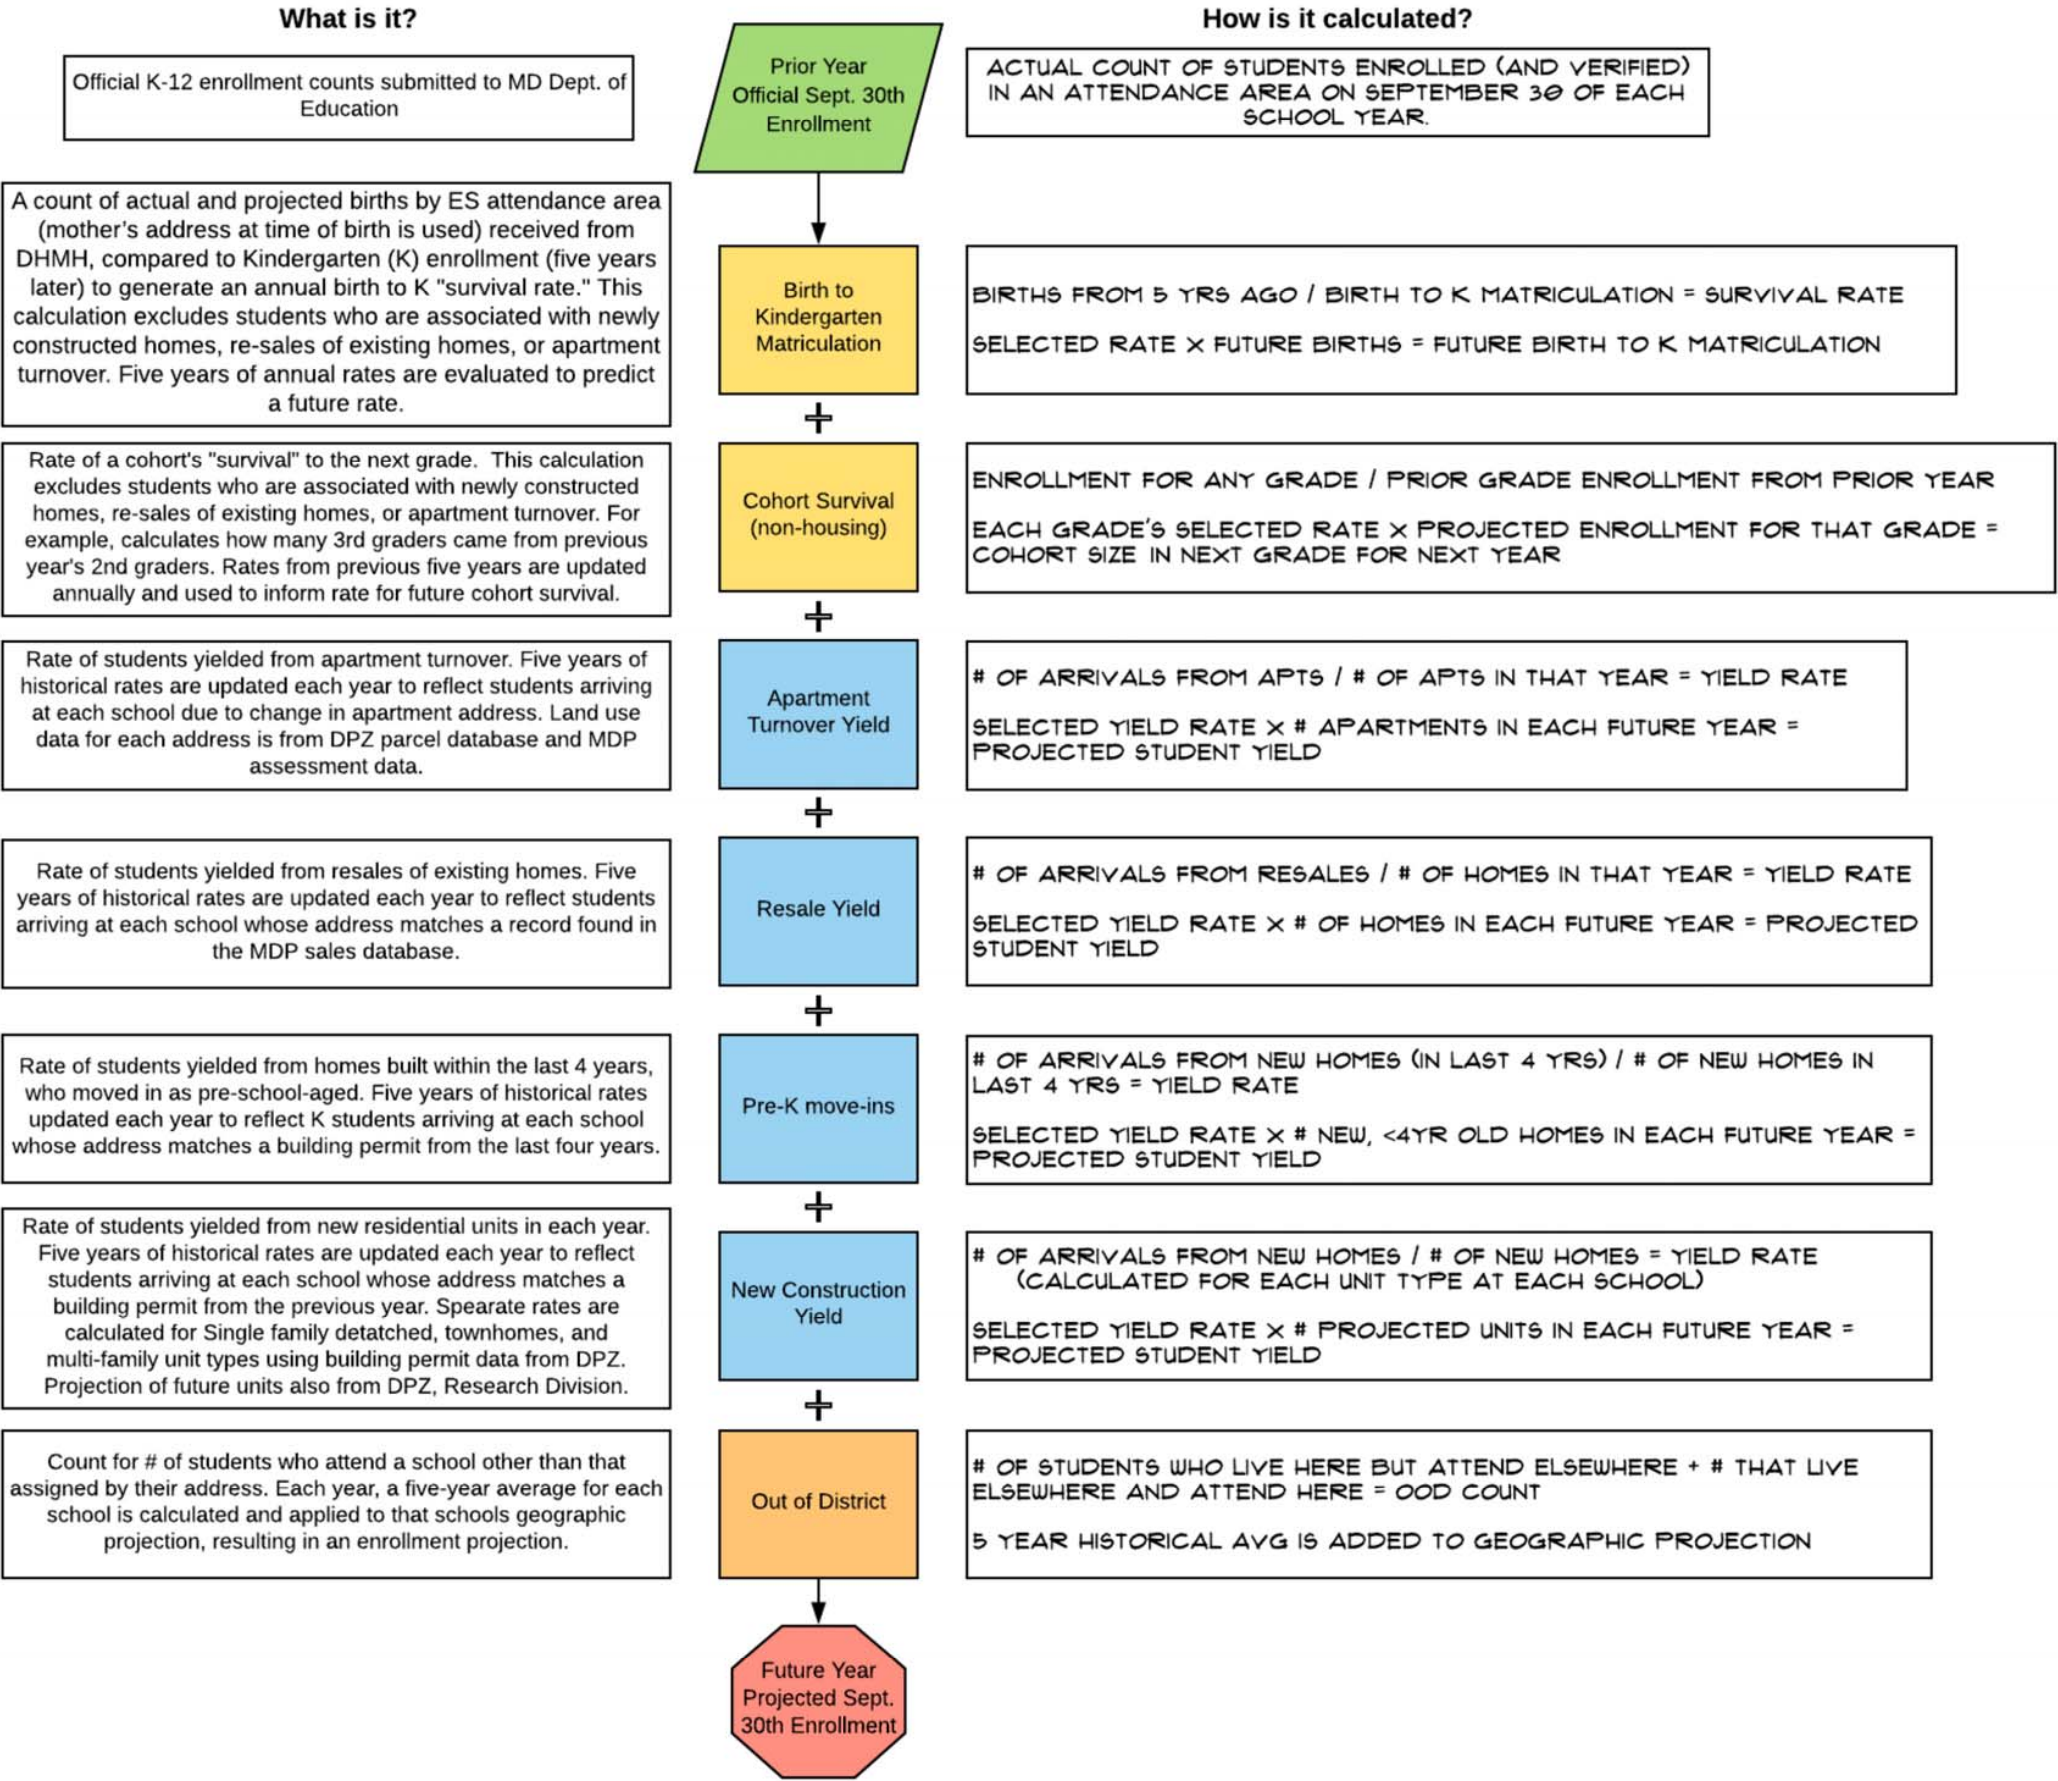 What is it?
How is it calculated?
Official K-12 enrollment counts submitted to MD Dept. of
Education
Prior Year
Official Sept. 30th
Enrollment
ACTUAL COUNT OF STUDENTS ENROLLED (AND VERIFIED)
IN AN ATTENDANCE AREA ON SEPTEMBER 30 OF EACH
SCHOOL YEAR.
A count of actual and projected births by ES attendance area
(mother's address at time of birth is used) received from
DHMH, compared to Kindergarten (K) enrollment (five years
later) to generate an annual birth to K "survival rate." This
calculation excludes students who are associated with newly
constructed homes, re-sales of existing homes, or apartment
turnover. Five years of annual rates are evaluated to predict
a future rate.
Birth to
Kindergarten
Matriculation
BIRTHS FROM 5 YRS AGO / BIRTH TO K MATRICULATION = SURVIVAL RATE
SELECTED RATE X FUTURE BIRTHS = FUTURE BIRTH TO K MATRICULATION
+
Rate of a cohort's "survival" to the next grade. This calculation
excludes students who are associated with newly constructed
homes, re-sales of existing homes, or apartment turnover. For
example, calculates how many 3rd graders came from previous
year's 2nd graders. Rates from previous five years are updated
annually and used to inform rate for future cohort survival.
Cohort Survival
(non-housing)
ENROLLMENT FOR ANY GRADE / PRIOR GRADE ENROLLMENT FROM PRIOR YEAR
EACH GRADE'S SELECTED RATE X PROJECTED ENROLLMENT FOR THAT GRADE =
COHORT SIZE IN NEXT GRADE FOR NEXT YEAR
+
Rate of students yielded from apartment turnover. Five years of
historical rates are updated each year to reflect students arriving
at each school due to change in apartment address. Land use
data for each address is from DPZ parcel database and MDP
assessment data.
Apartment
Turnover Yield
# OF ARRIVALS FROM APTS / # OF APTS IN THAT YEAR = YIELD RATE
SELECTED YIELD RATE X # APARTMENTS IN EACH FUTURE YEAR =
PROJECTED STUDENT YIELD
+
Rate of students yielded from resales of existing homes. Five
years of historical rates are updated each year to reflect students
arriving at each school whose address matches a record found in
the MDP sales database.
Resale Yield
# OF ARRIVALS FROM RESALES / # OF HOMES IN THAT YEAR = YIELD RATE
SELECTED YIELD RATE X # OF HOMES IN EACH FUTURE YEAR = PROJECTED
STUDENT YIELD
+
Rate of students yielded from homes built within the last 4 years,
who moved in as pre-school-aged. Five years of historical rates
updated each year to reflect K students arriving at each school
whose address matches a building permit from the last four years.
Pre-K move-ins
# OF ARRIVALS FROM NEW HOMES (IN LAST 4 YRS) / # OF NEW HOMES IN
LAST 4 YRS = YIELD RATE
SELECTED YIELD RATE X # NEW, <4YR OLD HOMES IN EACH FUTURE YEAR =
PROJECTED STUDENT YIELD
+
Rate of students yielded from new residential units in each year.
Five years of historical rates are updated each year to reflect
students arriving at each school whose address matches a
building permit from the previous year. Spearate rates are
calculated for Single family detatched, townhomes, and
multi-family unit types using building permit data from DPZ.
Projection of future units also from DPZ, Research Division.
New Construction
Yield
# OF ARRIVALS FROM NEW HOMES / # OF NEW HOMES = YIELD RATE
(CALCULATED FOR EACH UNIT TYPE AT EACH SCHOOL)
SELECTED YIELD RATE X # PROJECTED UNITS IN EACH FUTURE YEAR =
PROJECTED STUDENT YIELD
+
Count for # of students who attend a school other than that
assigned by their address. Each year, a five-year average for each
school is calculated and applied to that schools geographic
projection, resulting in an enrollment projection.
Out of District
# OF STUDENTS WHO LIVE HERE BUT ATTEND ELSEWHERE + # THAT LIVE
ELSEWHERE AND ATTEND HERE = OOD COUNT
5 YEAR HISTORICAL AVG IS ADDED TO GEOGRAPHIC PROJECTION
Future Year
Projected Sept.
30th Enrollment